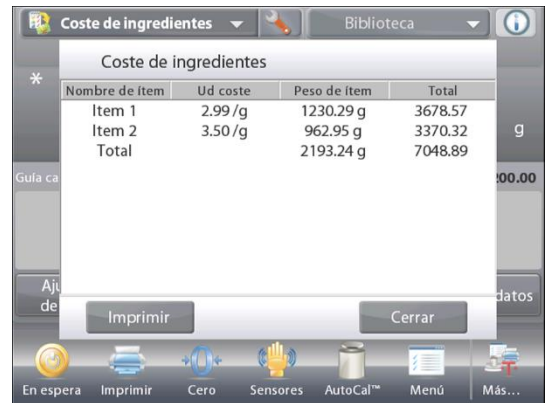 Coste de ingredientes Biblioteca
Coste de ingredientes
*
Nombre de ítem Ud coste Peso de ítem Total
Item 1 2.99 /g 1230.29 g 3678.57
Item 2 3.50 /g 962.95 g 3370.32
Total 2193.24 g 7048.89
g
Guía ca 200.00
Aju
de datos
Imprimir Cerrar
En espera Imprimir Cero Sensores AutoCal™ Menú Más...